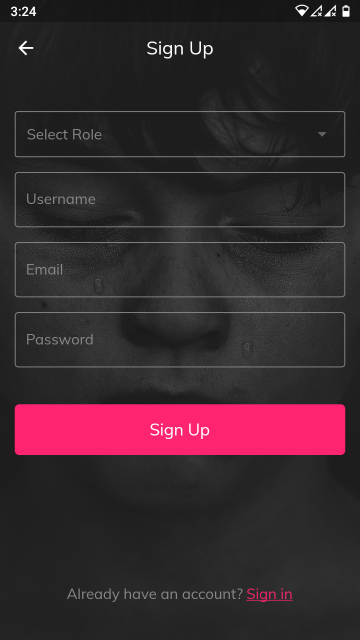 3:24
Sign Up
Select Role
Username
Email
Password
Sign Up
Already have an account? Sign in